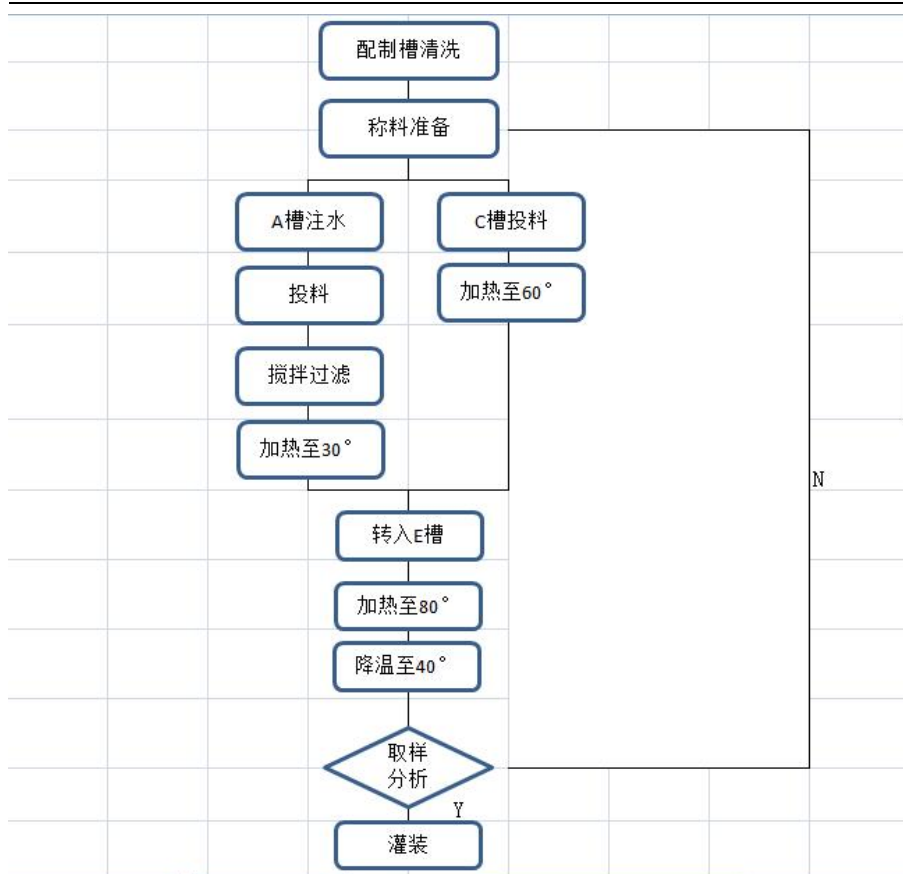 配制槽清洗
称料准备
A槽注水
C槽投料
投料
加热至60°
搅拌过滤
加热至30°
N
转入E槽
加热至80°
降温至40°
取样
分析
Y
灌装